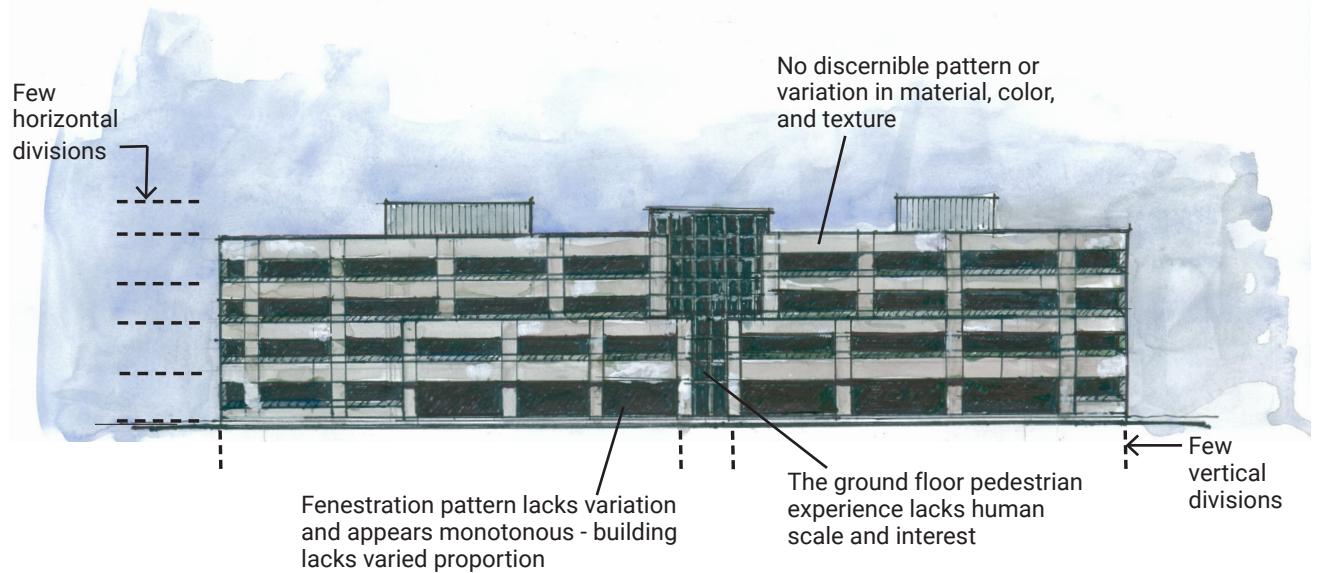 Few
horizontal
divisions
No discernible pattern or
variation in material, color,
and texture
Fenestration pattern lacks variation
and appears monotonous - building
lacks varied proportion
The ground floor pedestrian
experience lacks human
scale and interest
Few
vertical
divisions